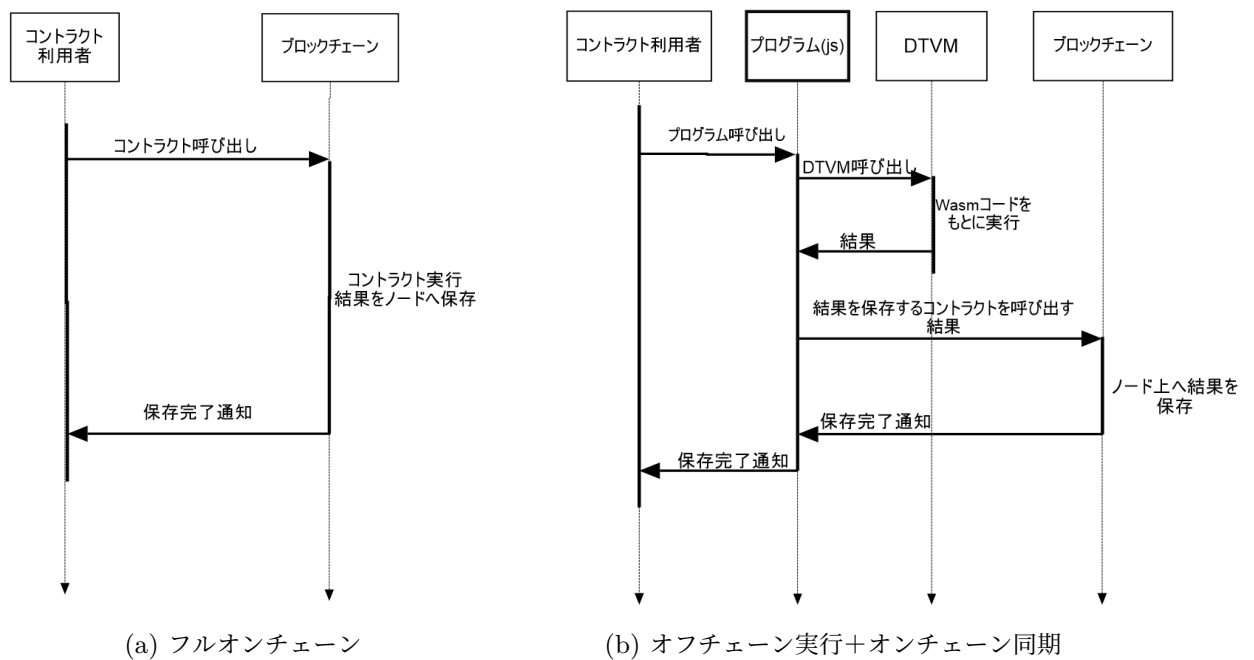 コントラクト
利用者
ブロックチェーン
コントラクト呼び出し
コントラクト実行
結果をノードへ保存
保存完了通知
(a) フルオンチェーン
コントラクト利用者
プログラム(js)
DTVM
ブロックチェーン
プログラム呼び出し
DTVM呼び出し
Wasmコードを
もとに実行
結果
結果を保存するコントラクトを呼び出す
結果
ノード上へ結果を
保存
保存完了通知
保存完了通知
(b) オフチェーン実行＋オンチェーン同期